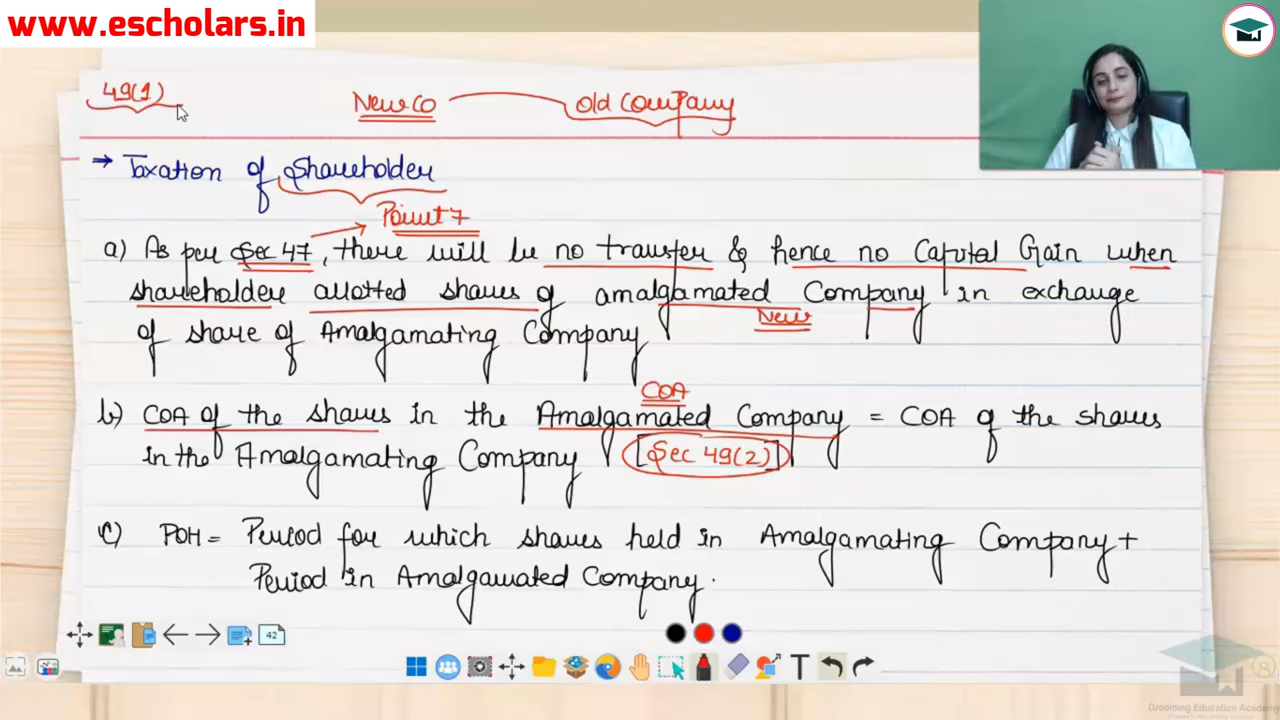 www.escholars.in
49(1)
New co Old Company
→ Taxation of Shareholder
Point 7
a) As per Sec 47, there will be no transfer & hence no Capital Gain when
shareholder allotted shares of amalgamated Company in exchange
New
of share of Amalgamating Company
COA
b) COA of the shares in the Amalgamated Company = COA of the shares
in the Amalgamating Company [Sec 49(2)]
c) POH = Period for which shares held in Amalgamating Company +
Period in Amalgamated Company.
42
T
Grooming Education Academy